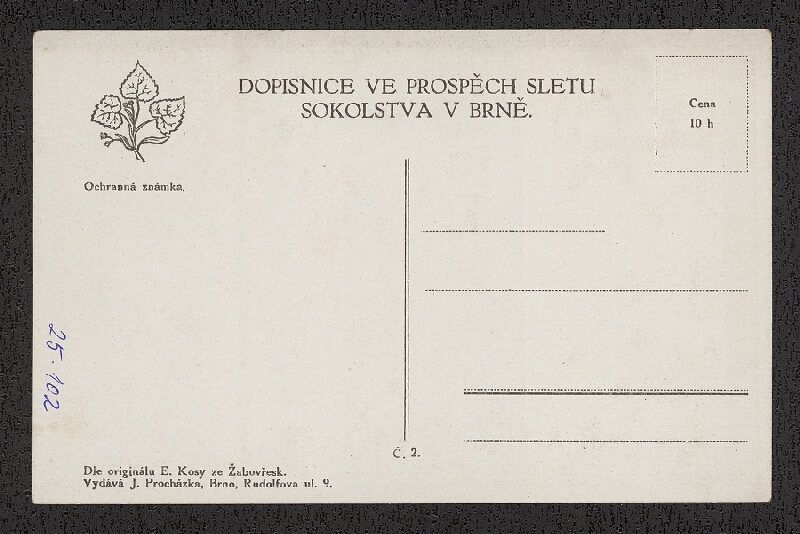 DOPISNICE VE PROSPĚCH SLETU
SOKOLSTVA V BRNĚ.
Cena
10 h
Ochranná známka.
25-102
Č. 2.
Dle originálu E. Kosy ze Žabovřesk.
Vydává J. Procházka, Brno, Rudolfova ul. 9.